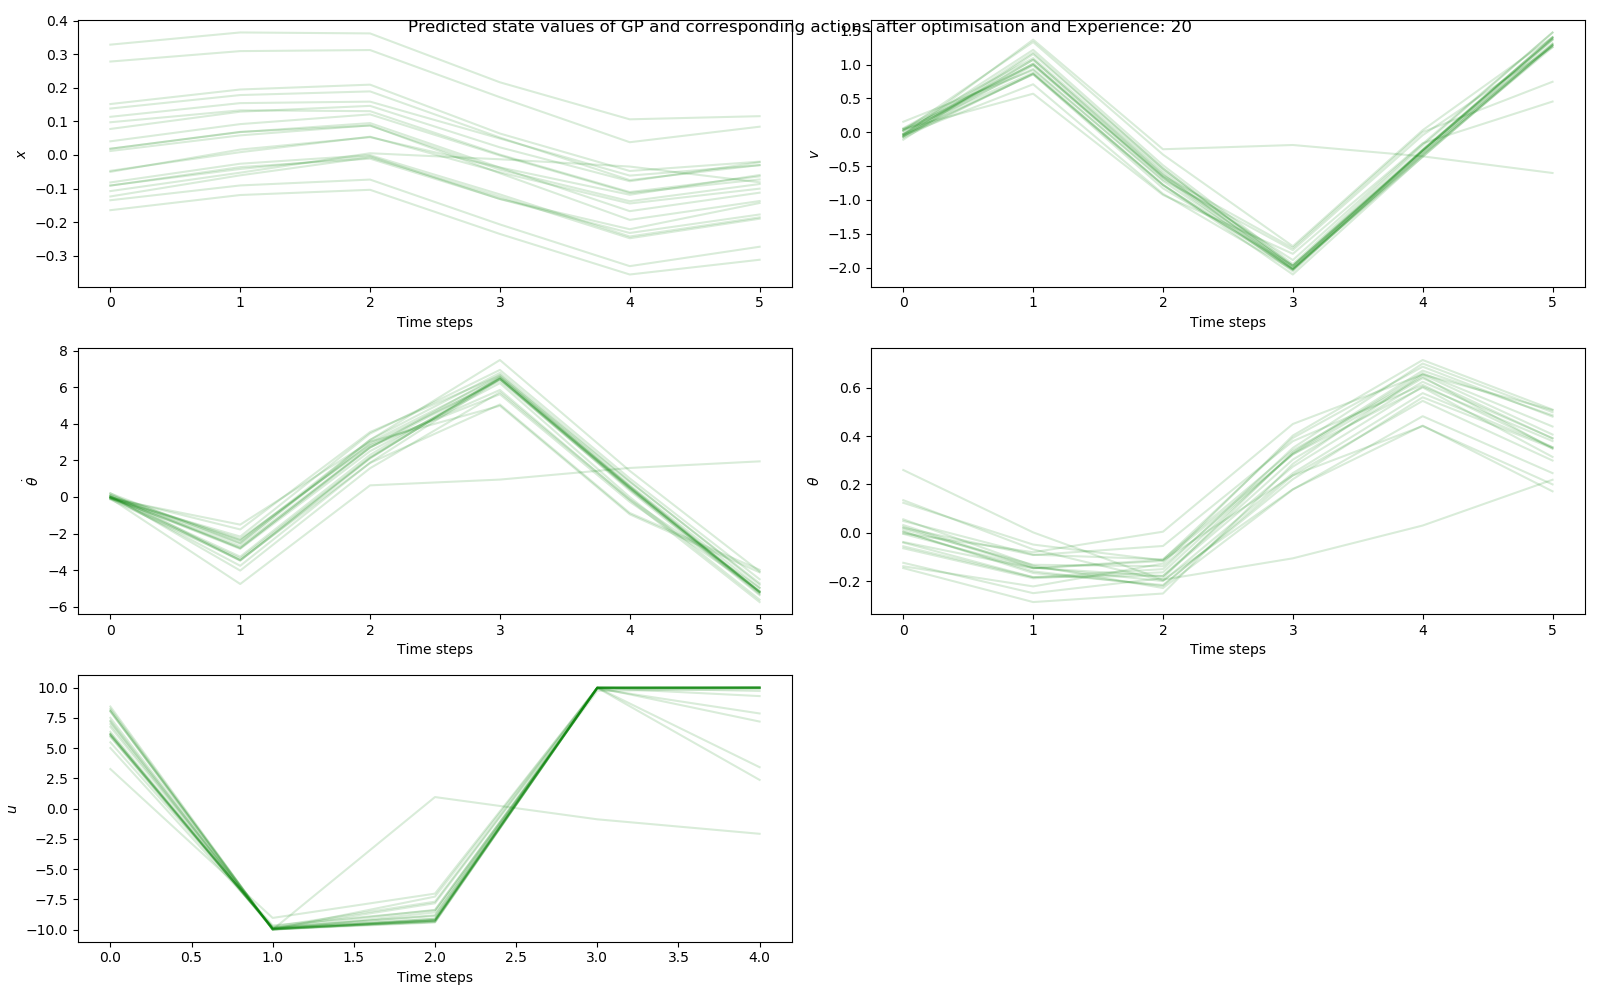 Predicted state values of GP and corresponding actions after optimisation and Experience: 20
0.4
0.3
0.2
0.1
0.0
−0.1
−0.2
−0.3
x
0 1 2 3 4 5
Time steps
1.5
1.0
0.5
0.0
−0.5
−1.0
−1.5
−2.0
v
0 1 2 3 4 5
Time steps
8
6
4
2
0
−2
−4
−6
θ̇
0 1 2 3 4 5
Time steps
0.6
0.4
0.2
0.0
−0.2
θ
0 1 2 3 4 5
Time steps
10.0
7.5
5.0
2.5
0.0
−2.5
−5.0
−7.5
−10.0
u
0.0 0.5 1.0 1.5 2.0 2.5 3.0 3.5 4.0
Time steps